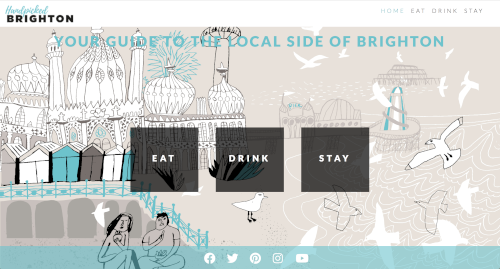 Handpicked
BRIGHTON
HOME EAT DRINK STAY
YOUR GUIDE TO THE LOCAL SIDE OF BRIGHTON
EAT
DRINK
STAY